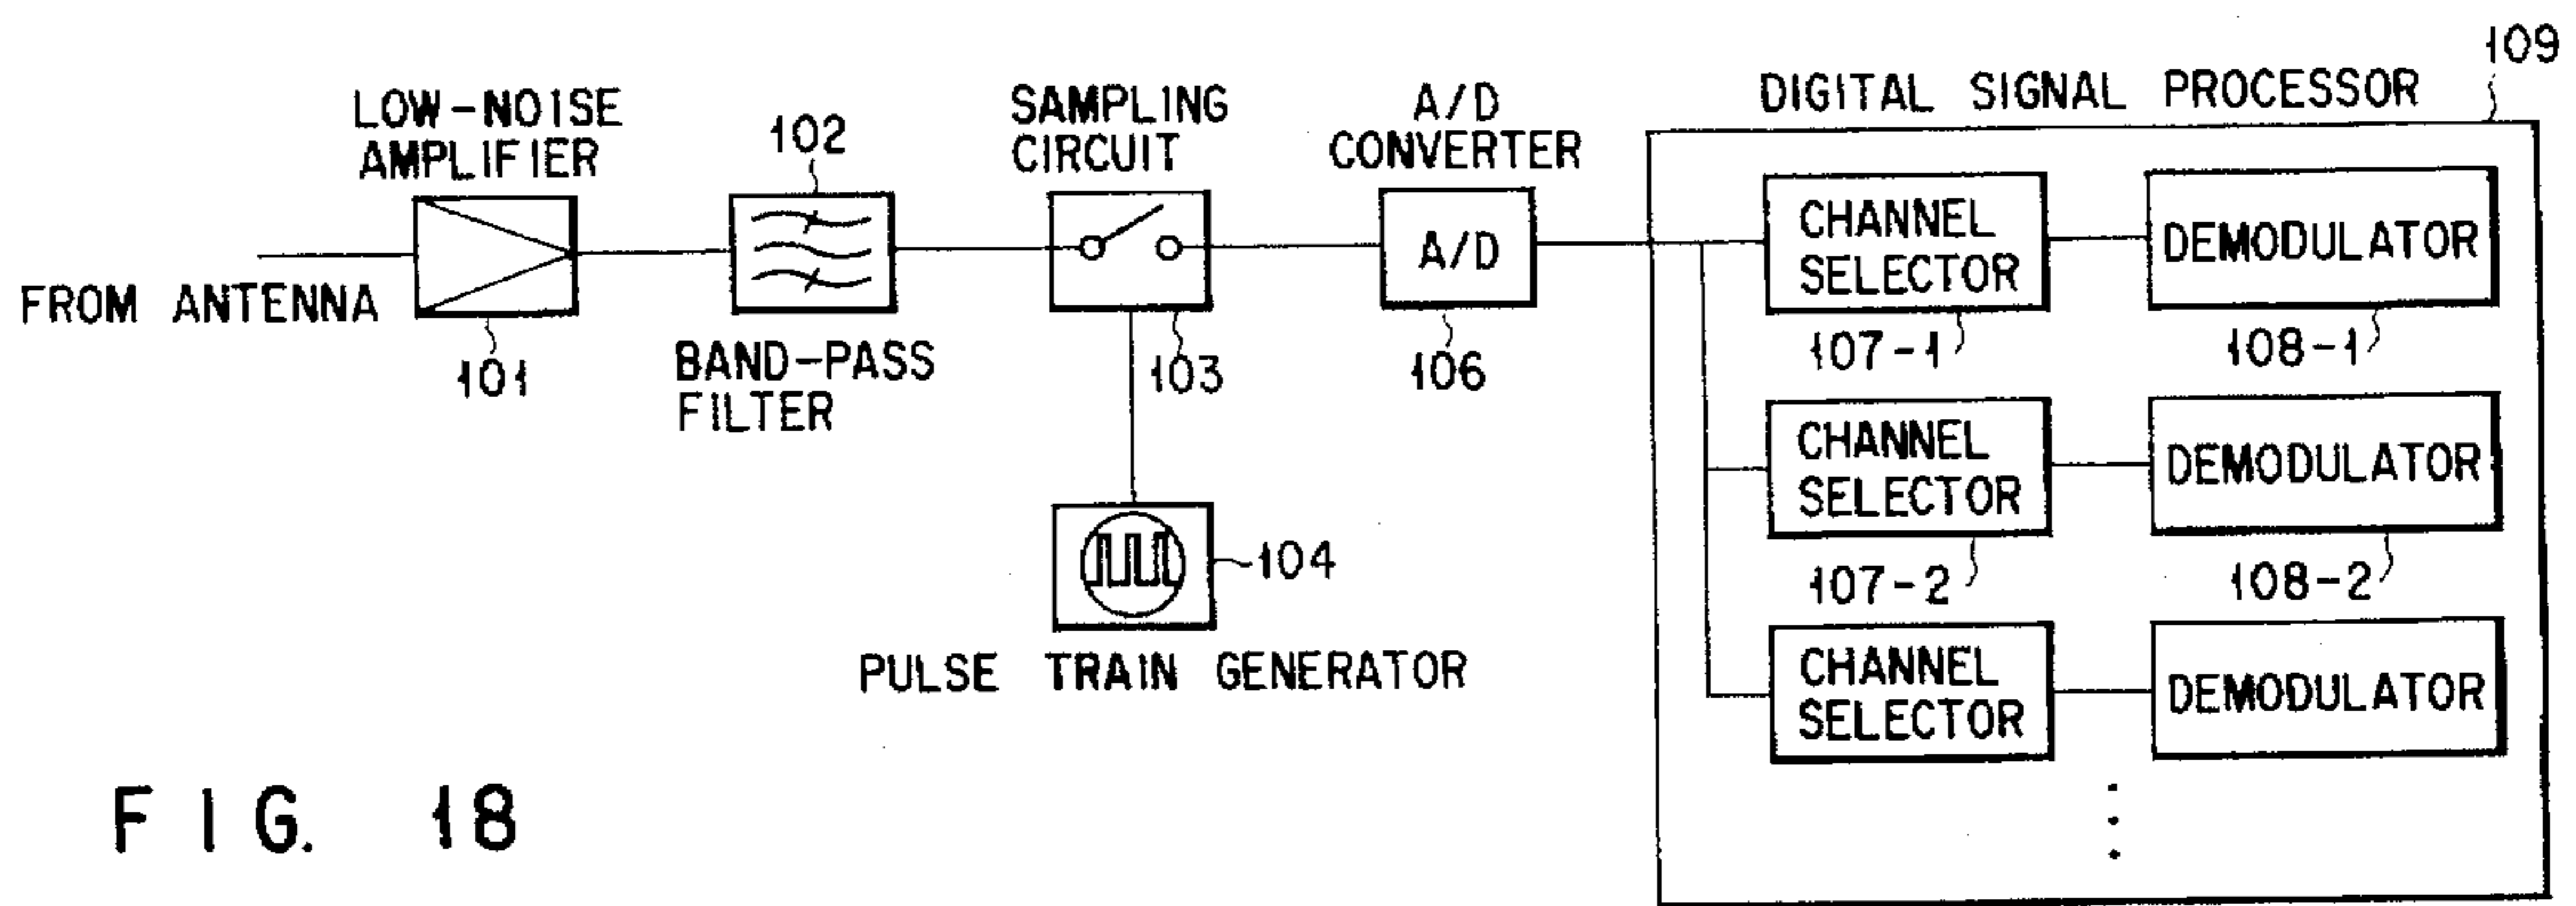 109
DIGITAL SIGNAL PROCESSOR
LOW-NOISE
AMPLIFIER
102
SAMPLING
CIRCUIT
A/D
CONVERTER
CHANNEL
SELECTOR
DEMODULATOR
A/D
FROM ANTENNA
101
BAND-PASS
FILTER
103
106
107-1
108-1
CHANNEL
SELECTOR
DEMODULATOR
104
107-2
108-2
PULSE TRAIN GENERATOR
CHANNEL
SELECTOR
DEMODULATOR
FIG. 18